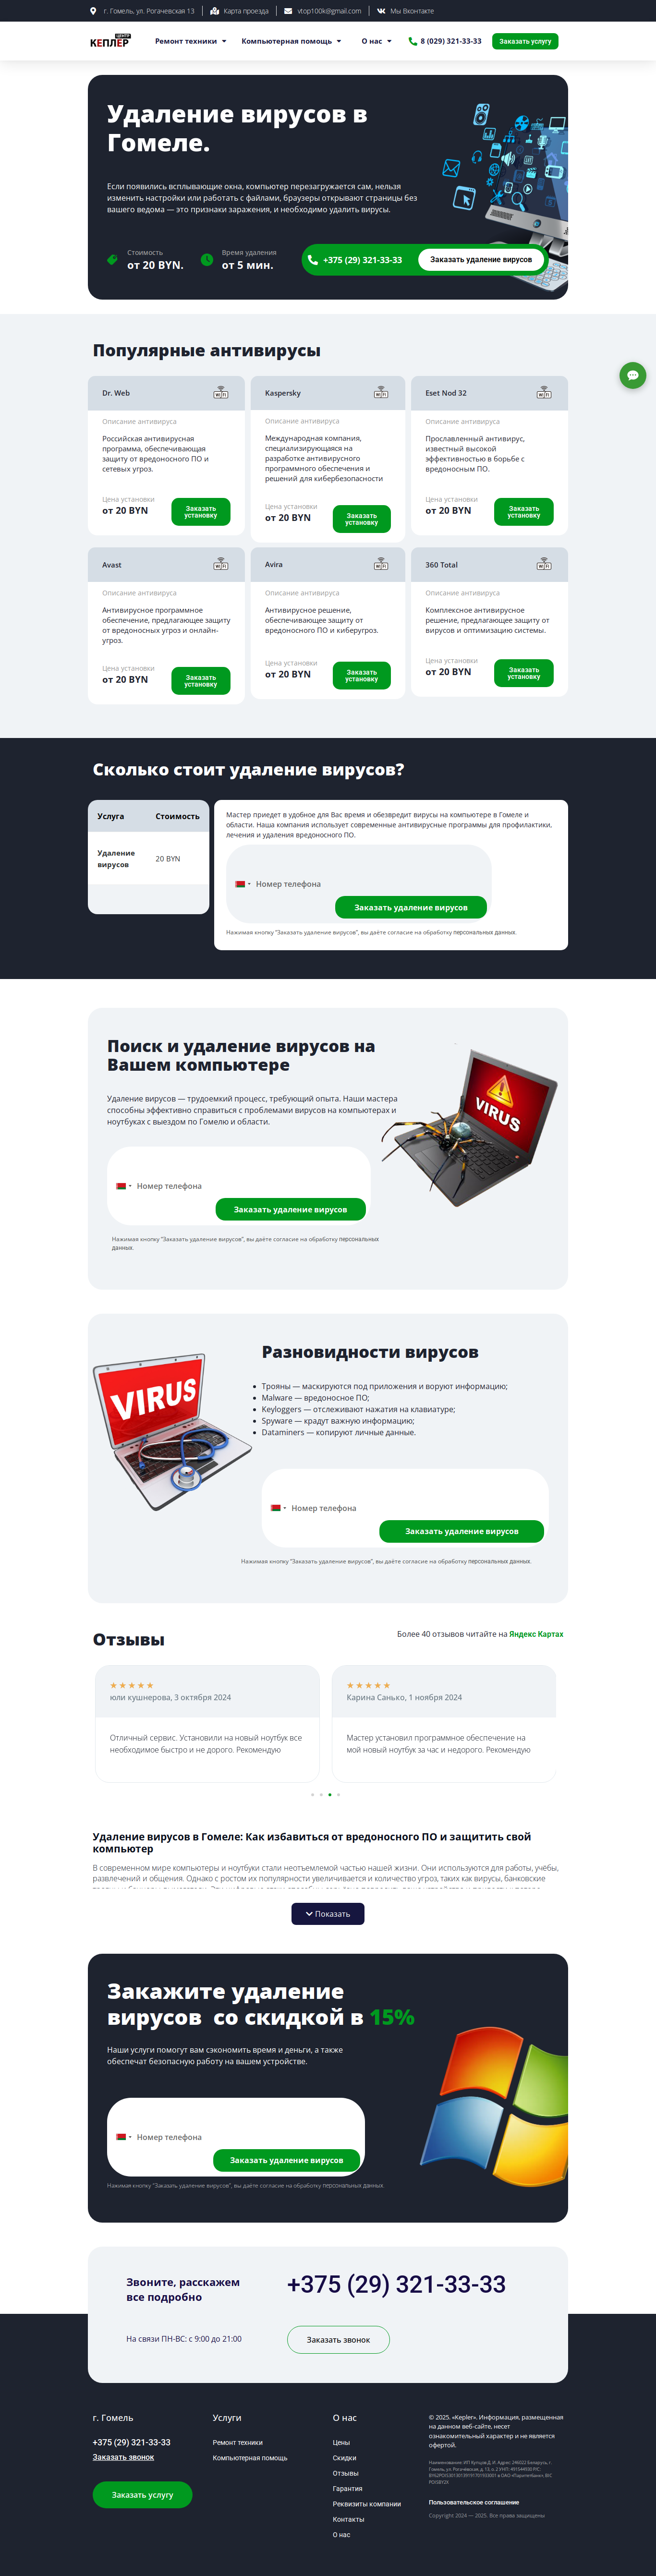 г. Гомель, ул. Рогачевская 13
Карта проезда
vtop100k@gmail.com
Мы Вконтакте
КЕПЛЕР ЦЕНТР
Ремонт техники
Компьютерная помощь
О нас
8 (029) 321-33-33
Заказать услугу
Удаление вирусов в
Гомеле.
Если появились всплывающие окна, компьютер перезагружается сам, нельзя
изменить настройки или работать с файлами, браузеры открывают страницы без
вашего ведома — это признаки заражения, и необходимо удалить вирусы.
Стоимость
от 20 BYN.
Время удаления
от 5 мин.
+375 (29) 321-33-33
Заказать удаление вирусов
Популярные антивирусы
Dr. Web
Описание антивируса
Российская антивирусная
программа, обеспечивающая
защиту от вредоносного ПО и
сетевых угроз.
Цена установки
от 20 BYN
Заказать
установку
Kaspersky
Описание антивируса
Международная компания,
специализирующаяся на
разработке антивирусного
программного обеспечения и
решений для кибербезопасности
Цена установки
от 20 BYN
Заказать
установку
Eset Nod 32
Описание антивируса
Прославленный антивирус,
известный высокой
эффективностью в борьбе с
вредоносным ПО.
Цена установки
от 20 BYN
Заказать
установку
Avast
Описание антивируса
Антивирусное программное
обеспечение, предлагающее защиту
от вредоносных угроз и онлайн-
угроз.
Цена установки
от 20 BYN
Заказать
установку
Avira
Описание антивируса
Антивирусное решение,
обеспечивающее защиту от
вредоносного ПО и киберугроз.
Цена установки
от 20 BYN
Заказать
установку
360 Total
Описание антивируса
Комплексное антивирусное
решение, предлагающее защиту от
вирусов и оптимизацию системы.
Цена установки
от 20 BYN
Заказать
установку
Сколько стоит удаление вирусов?
Услуга
Стоимость
Удаление
вирусов
20 BYN
Мастер приедет в удобное для Вас время и обезвредит вирусы на компьютере в Гомеле и
области. Наша компания использует современные антивирусные программы для профилактики,
лечения и удаления вредоносного ПО.
Номер телефона
Заказать удаление вирусов
Нажимая кнопку "Заказать удаление вирусов", вы даёте согласие на обработку персональных данных.
Поиск и удаление вирусов на
Вашем компьютере
Удаление вирусов — трудоемкий процесс, требующий опыта. Наши мастера
способны эффективно справиться с проблемами вирусов на компьютерах и
ноутбуках с выездом по Гомелю и области.
VIRUS
Номер телефона
Заказать удаление вирусов
Нажимая кнопку "Заказать удаление вирусов", вы даёте согласие на обработку персональных
данных.
VIRUS
Разновидности вирусов
Трояны — маскируются под приложения и воруют информацию;
Malware — вредоносное ПО;
Keyloggers — отслеживают нажатия на клавиатуре;
Spyware — крадут важную информацию;
Dataminers — копируют личные данные.
Номер телефона
Заказать удаление вирусов
Нажимая кнопку "Заказать удаление вирусов", вы даёте согласие на обработку персональных данных.
Отзывы
Более 40 отзывов читайте на Яндекс Картах
юли кушнерова, 3 октября 2024
Отличный сервис. Установили на новый ноутбук все
необходимое быстро и не дорого. Рекомендую
Карина Санько, 1 ноября 2024
Мастер установил программное обеспечение на
мой новый ноутбук за час и недорого. Рекомендую
Удаление вирусов в Гомеле: Как избавиться от вредоносного ПО и защитить свой
компьютер
В современном мире компьютеры и ноутбуки стали неотъемлемой частью нашей жизни. Они используются для работы, учёбы,
развлечений и общения. Однако с ростом их популярности увеличивается и количество угроз, таких как вирусы, банковские
Показать
Закажите удаление
вирусов со скидкой в 15%
Наши услуги помогут вам сэкономить время и деньги, а также
обеспечат безопасную работу на вашем устройстве.
Номер телефона
Заказать удаление вирусов
Нажимая кнопку "Заказать удаление вирусов", вы даёте согласие на обработку персональных данных.
Звоните, расскажем
все подробно
+375 (29) 321-33-33
На связи ПН-ВС: с 9:00 до 21:00
Заказать звонок
г. Гомель
+375 (29) 321-33-33
Заказать звонок
Заказать услугу
Услуги
Ремонт техники
Компьютерная помощь
О нас
Цены
Скидки
Отзывы
Гарантия
Реквизиты компании
Контакты
О нас
© 2025. «Kepler». Информация, размещенная
на данном веб-сайте, несет
ознакомительный характер и не является
офертой.
Пользовательское соглашение
Copyright 2024 — 2025. Все права защищены